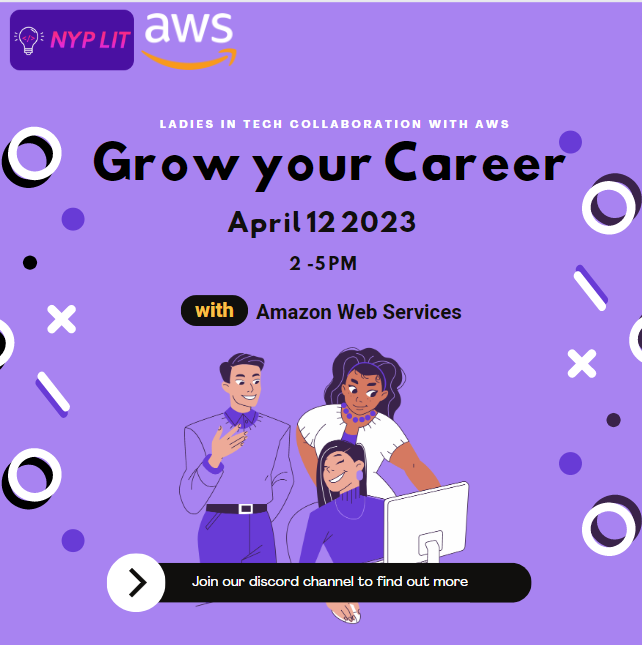 NYP LIT
aws
LADIES IN TECH COLLABORATION WITH AWS
Grow your Career
April 12 2023
2 -5PM
with Amazon Web Services
Join our discord channel to find out more